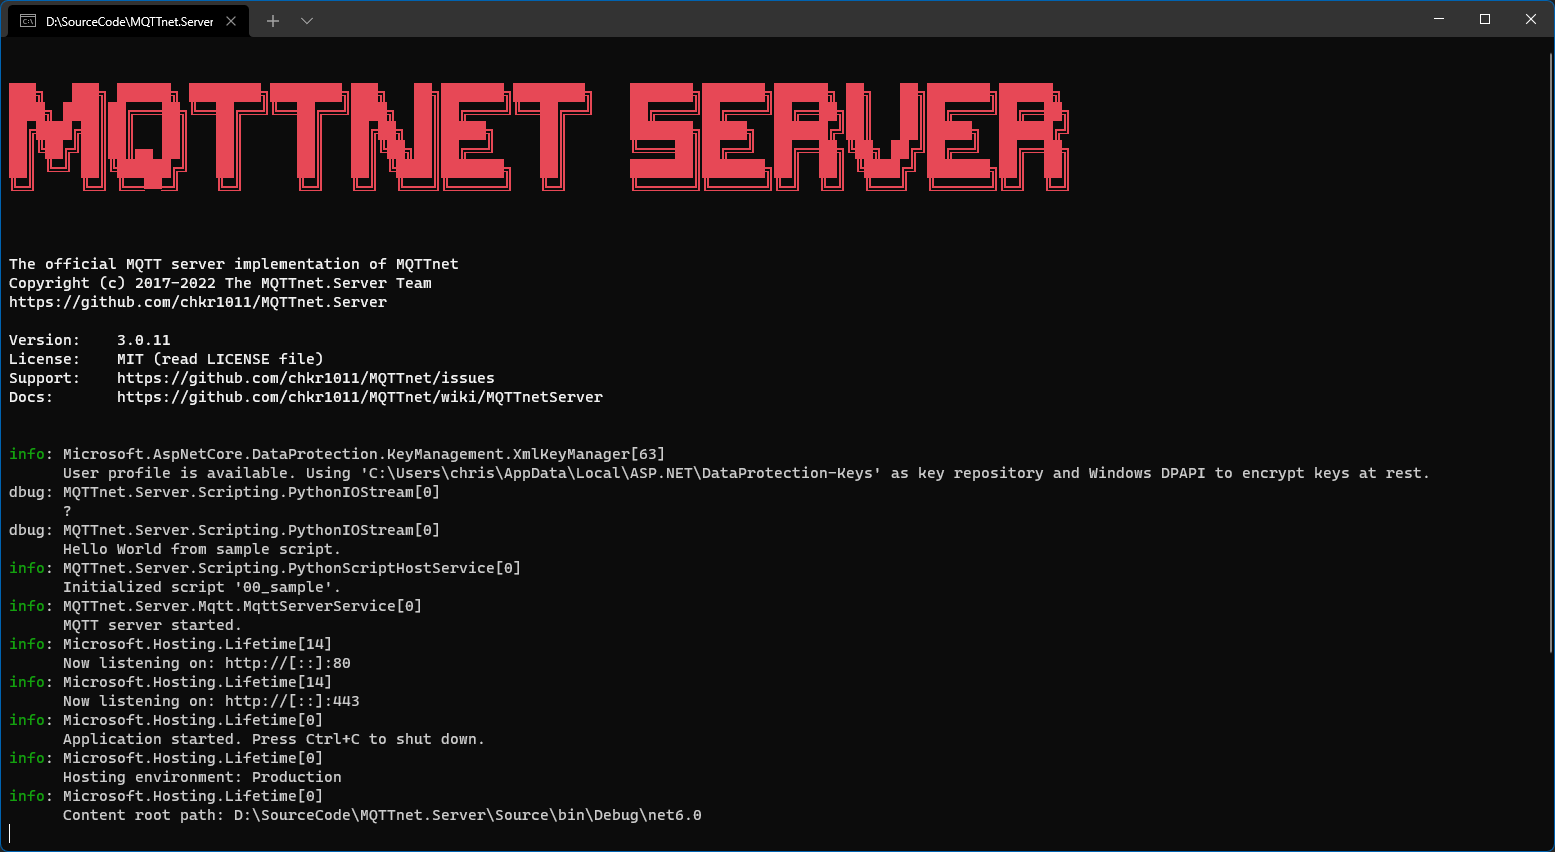 D:\SourceCode\MQTTnet.Server
MQTTNET SERVER
The official MQTT server implementation of MQTTnet
Copyright (c) 2017-2022 The MQTTnet.Server Team
https://github.com/chkr1011/MQTTnet.Server
Version:    3.0.11
License:    MIT (read LICENSE file)
Support:    https://github.com/chkr1011/MQTTnet/issues
Docs:       https://github.com/chkr1011/MQTTnet/wiki/MQTTnetServer
info: Microsoft.AspNetCore.DataProtection.KeyManagement.XmlKeyManager[63]
      User profile is available. Using 'C:\Users\chris\AppData\Local\ASP.NET\DataProtection-Keys' as key repository and Windows DPAPI to encrypt keys at rest.
dbug: MQTTnet.Server.Scripting.PythonIOStream[0]
      ?
dbug: MQTTnet.Server.Scripting.PythonIOStream[0]
      Hello World from sample script.
info: MQTTnet.Server.Scripting.PythonScriptHostService[0]
      Initialized script '00_sample'.
info: MQTTnet.Server.Mqtt.MqttServerService[0]
      MQTT server started.
info: Microsoft.Hosting.Lifetime[14]
      Now listening on: http://[::]:80
info: Microsoft.Hosting.Lifetime[14]
      Now listening on: http://[::]:443
info: Microsoft.Hosting.Lifetime[0]
      Application started. Press Ctrl+C to shut down.
info: Microsoft.Hosting.Lifetime[0]
      Hosting environment: Production
info: Microsoft.Hosting.Lifetime[0]
      Content root path: D:\SourceCode\MQTTnet.Server\Source\bin\Debug\net6.0